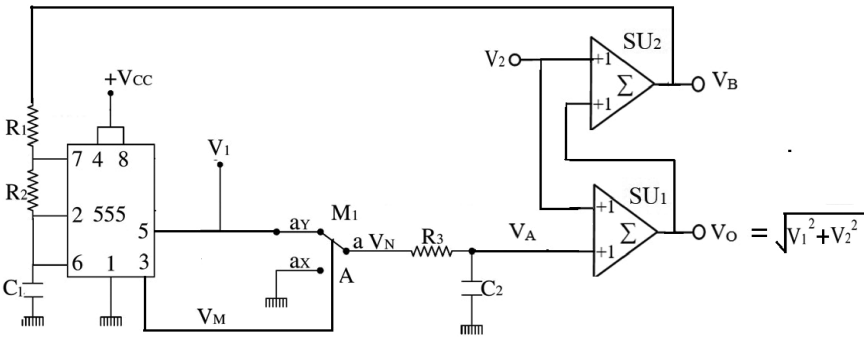 SU2
V2
+1
Σ
+1
VB
+VCC
R1
7 4 8
V1
R2
2 555
5
M1
aY
a VN
R3
VA
SU1
+1
Σ
+1
VO = √V1²+V2²
6 1 3
aX
A
C1
C2
VM